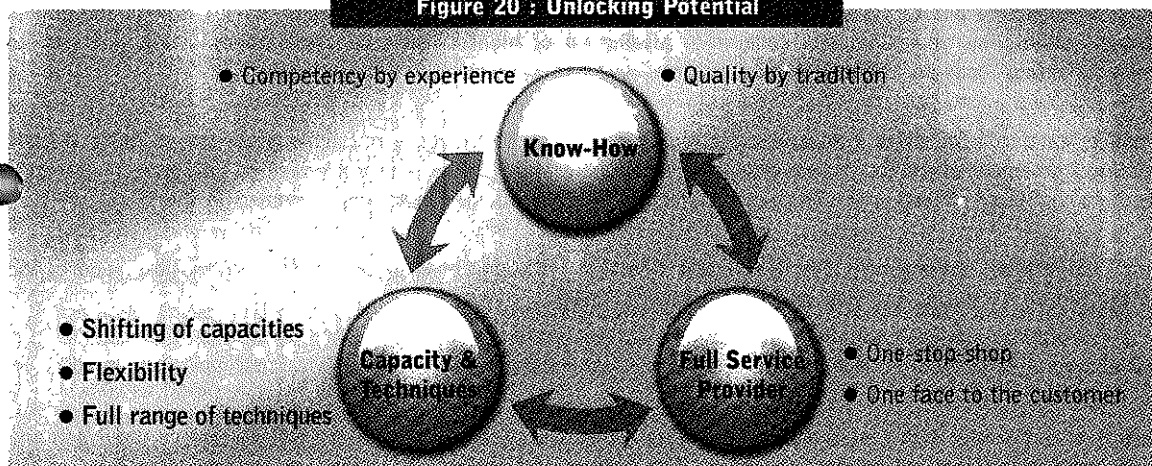 Figure 20 : Unlocking Potential
● Competency by experience
● Quality by tradition
Know-How
● Shifting of capacities
● Flexibility
● Full range of techniques
Capacity &
Techniques
Full Service
Provider
● One-stop shop
● One face to the customer